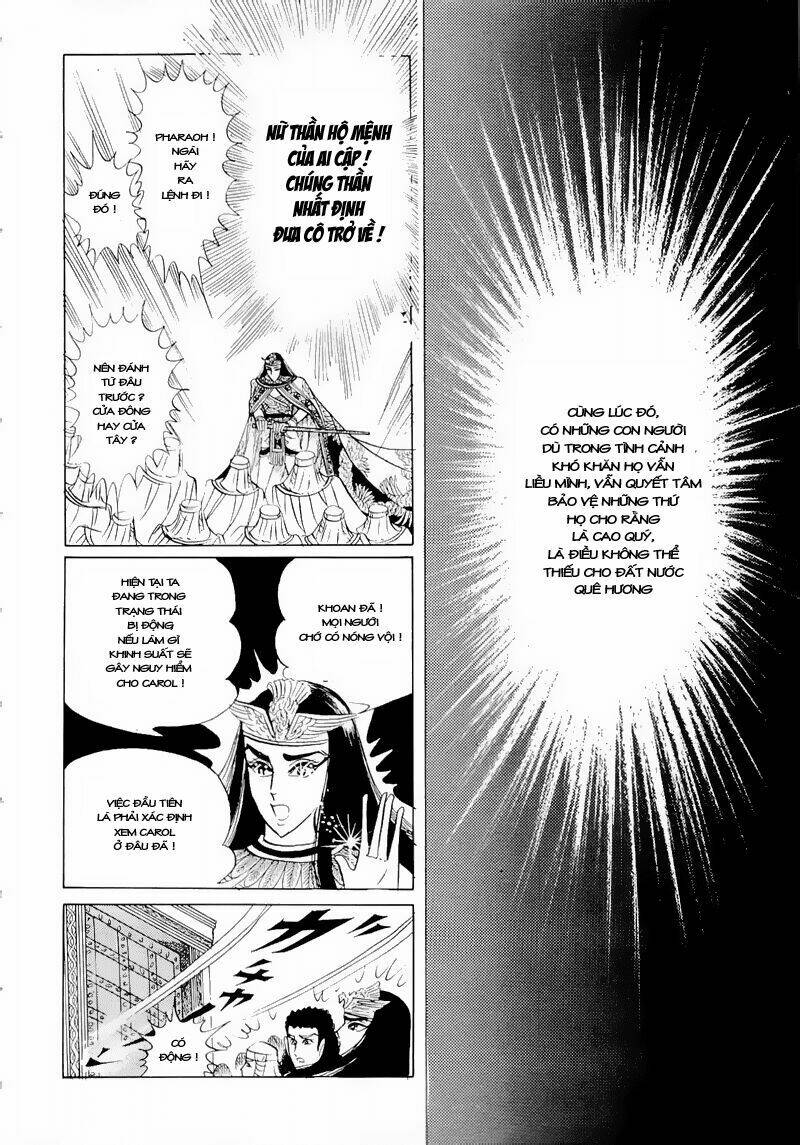 CÙNG LÚC ĐÓ,
CÓ NHỮNG CON NGƯỜI
DÙ TRONG TÌNH CẢNH
KHÓ KHĂN HỌ VẪN
LIỀU MÌNH, VẪN QUYẾT TÂM
BẢO VỆ NHỮNG THỨ
HỌ CHO RẰNG
LÀ CAO QUÝ,
LÀ ĐIỀU KHÔNG THỂ
THIẾU CHO ĐẤT NƯỚC
QUÊ HƯƠNG
NỮ THẦN HỘ MỆNH
CỦA AI CẬP !
CHÚNG THẦN
NHẤT ĐỊNH
ĐƯA CÔ TRỞ VỀ !
PHARAOH !
NGÀI
HÃY
RA
LỆNH ĐI !
ĐÚNG
ĐÓ !
NÊN ĐÁNH
TỨ ĐÂU
TRƯỚC ?
CỬA ĐÔNG
HAY CỬA
TÂY ?
KHOAN ĐÃ !
MỌI NGƯỜI
CHỚ CÓ NÓNG VỘI !
HIỆN TẠI TA
ĐANG TRONG
TRẠNG THÁI
BỊ ĐỘNG
NẾU LÀM GÌ
KHINH SUẤT SẼ
GÂY NGUY HIỂM
CHO CAROL !
VIỆC ĐẦU TIÊN
LÀ PHẢI XÁC ĐỊNH
XEM CAROL
Ở ĐÂU ĐÃ !
ガガ
CÓ
ĐỘNG !